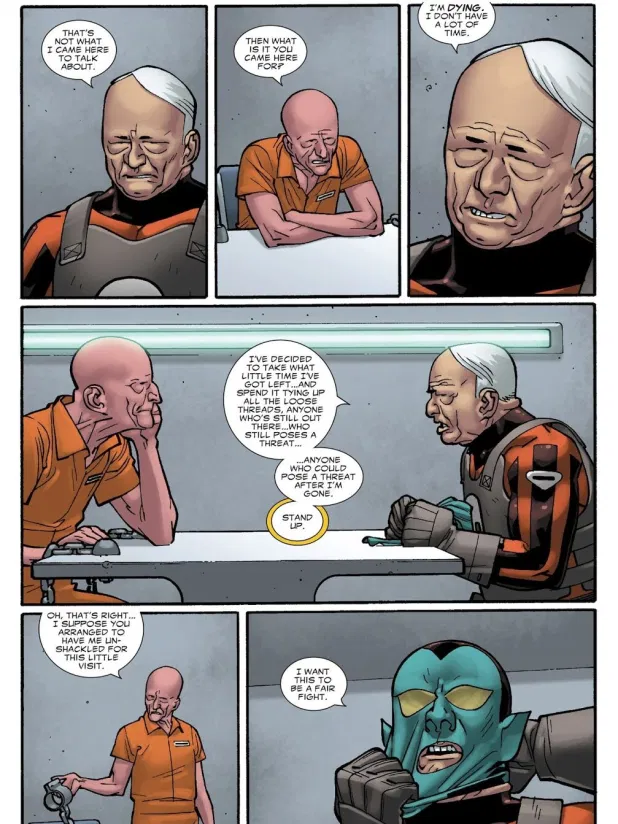 THAT'S
NOT WHAT
I CAME HERE
TO TALK
ABOUT.
THEN WHAT
IS IT YOU
CAME HERE
FOR?
I'M DYING.
I DON'T HAVE
A LOT OF
TIME.
I'VE DECIDED
TO TAKE WHAT
LITTLE TIME I'VE
GOT LEFT...AND
SPEND IT TYING UP
ALL THE LOOSE
THREADS, ANYONE
WHO'S STILL OUT
THERE...WHO
STILL POSES A
THREAT...
...ANYONE
WHO COULD
POSE A THREAT
AFTER I'M
GONE.
STAND
UP.
OH, THAT'S RIGHT...
I SUPPOSE YOU
ARRANGED TO
HAVE ME UN-
SHACKLED FOR
THIS LITTLE
VISIT.
I WANT
THIS TO
BE A FAIR
FIGHT.